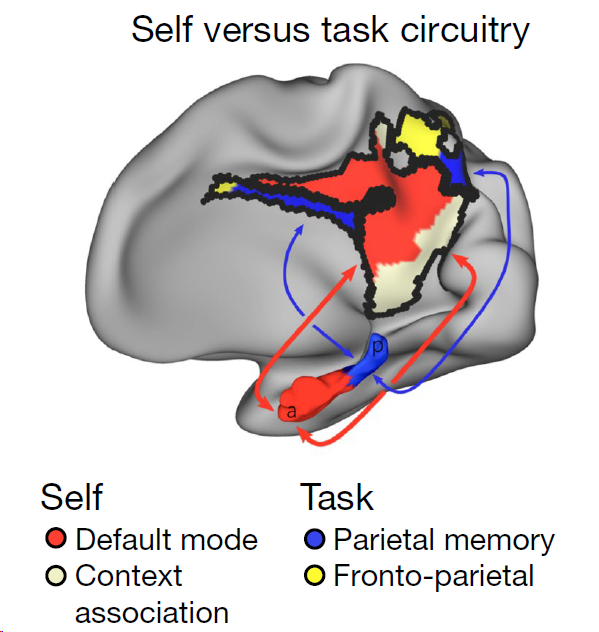 Self versus task circuitry
p
a
Self
Default mode
Context
association
Task
Parietal memory
Fronto-parietal